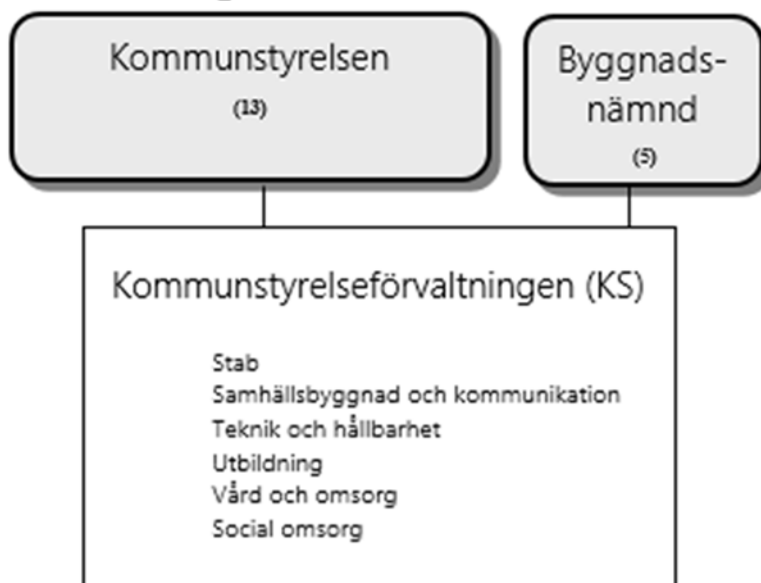 Kommunstyrelsen
(13)
Byggnads-
nämnd
(5)
Kommunstyrelseförvaltningen (KS)
Stab
Samhällsbyggnad och kommunikation
Teknik och hållbarhet
Utbildning
Vård och omsorg
Social omsorg